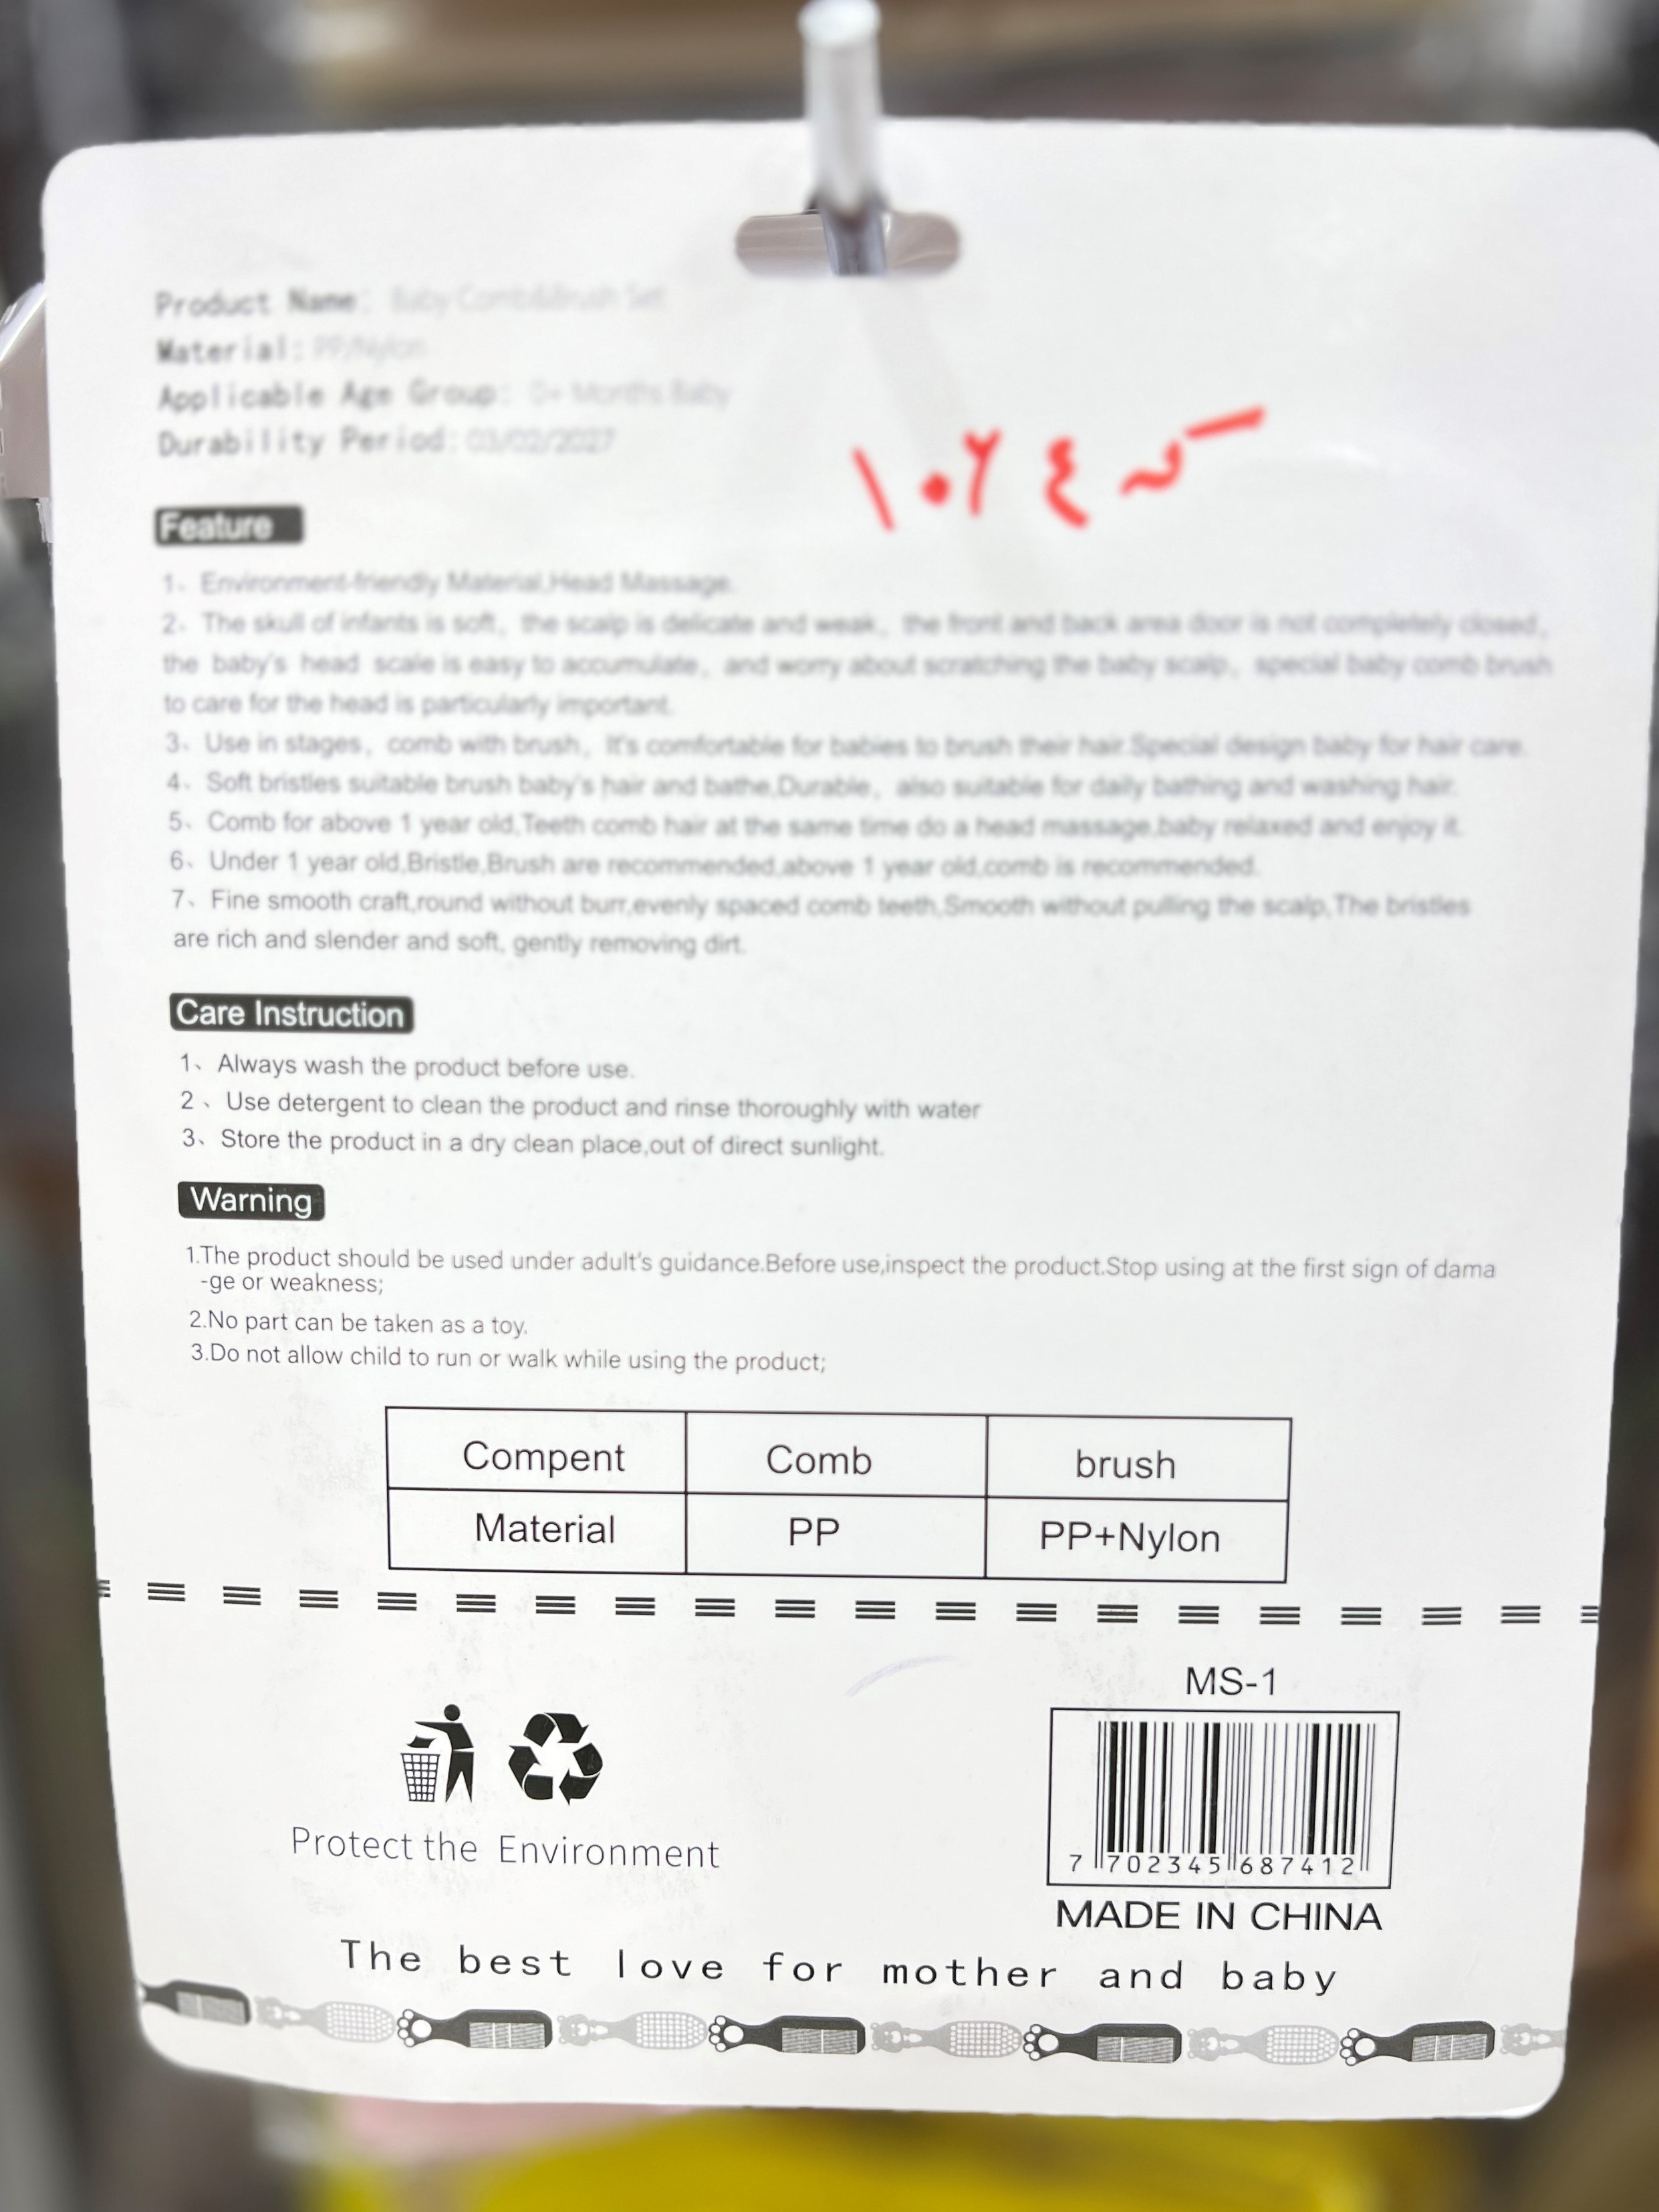 Product Name: Baby Comb&Brush Set
Material: PP/Nylon
Applicable Age Group: 0+ Months Baby
Durability Period: 03/02/2027
١٠٢٤
Feature
1、Environment-friendly Material,Head Massage.
2、The skull of infants is soft，the scalp is delicate and weak，the front and back area door is not completely closed，
the baby's head scale is easy to accumulate，and worry about scratching the baby scalp，special baby comb brush
to care for the head is particularly important.
3、Use in stages，comb with brush，It's comfortable for babies to brush their hair.Special design baby for hair care.
4、Soft bristles suitable brush baby's hair and bathe,Durable，also suitable for daily bathing and washing hair.
5、Comb for above 1 year old,Teeth comb hair at the same time do a head massage,baby relaxed and enjoy it.
6、Under 1 year old,Bristle,Brush are recommended,above 1 year old,comb is recommended.
7、Fine smooth craft,round without burr,evenly spaced comb teeth,Smooth without pulling the scalp,The bristles
are rich and slender and soft, gently removing dirt.
Care Instruction
1、Always wash the product before use.
2、Use detergent to clean the product and rinse thoroughly with water
3、Store the product in a dry clean place,out of direct sunlight.
Warning
1.The product should be used under adult's guidance.Before use,inspect the product.Stop using at the first sign of dama
-ge or weakness;
2.No part can be taken as a toy.
3.Do not allow child to run or walk while using the product;
Compent Comb brush
Material PP PP+Nylon
MS-1
7 702345 687412
Protect the Environment
MADE IN CHINA
The best love for mother and baby